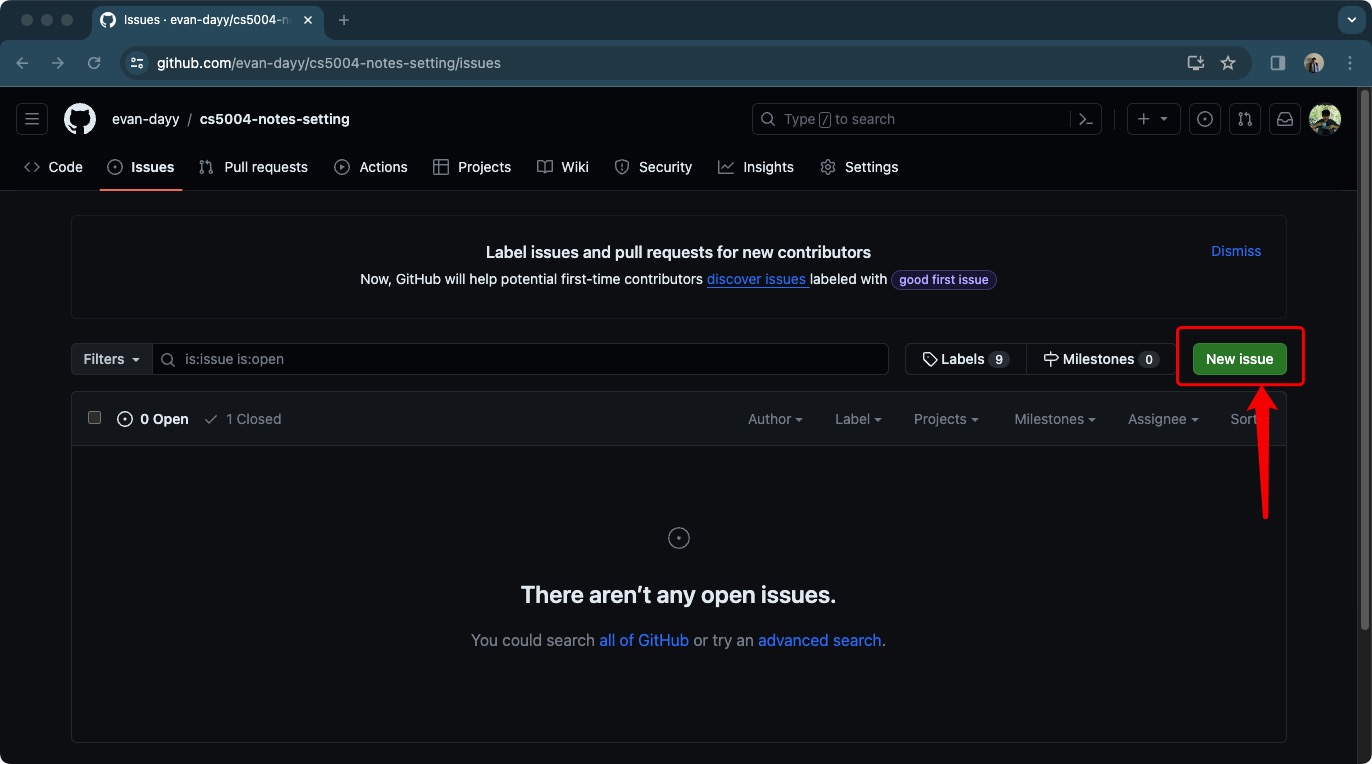 Issues · evan-dayy/cs5004-n
github.com/evan-dayy/cs5004-notes-setting/issues
evan-dayy / cs5004-notes-setting
Type / to search
Code Issues Pull requests Actions Projects Wiki Security Insights Settings
Label issues and pull requests for new contributors
Dismiss
Now, GitHub will help potential first-time contributors discover issues labeled with good first issue
Filters is:issue is:open Labels 9 Milestones 0 New issue
0 Open 1 Closed Author Label Projects Milestones Assignee Sort
There aren't any open issues.
You could search all of GitHub or try an advanced search.